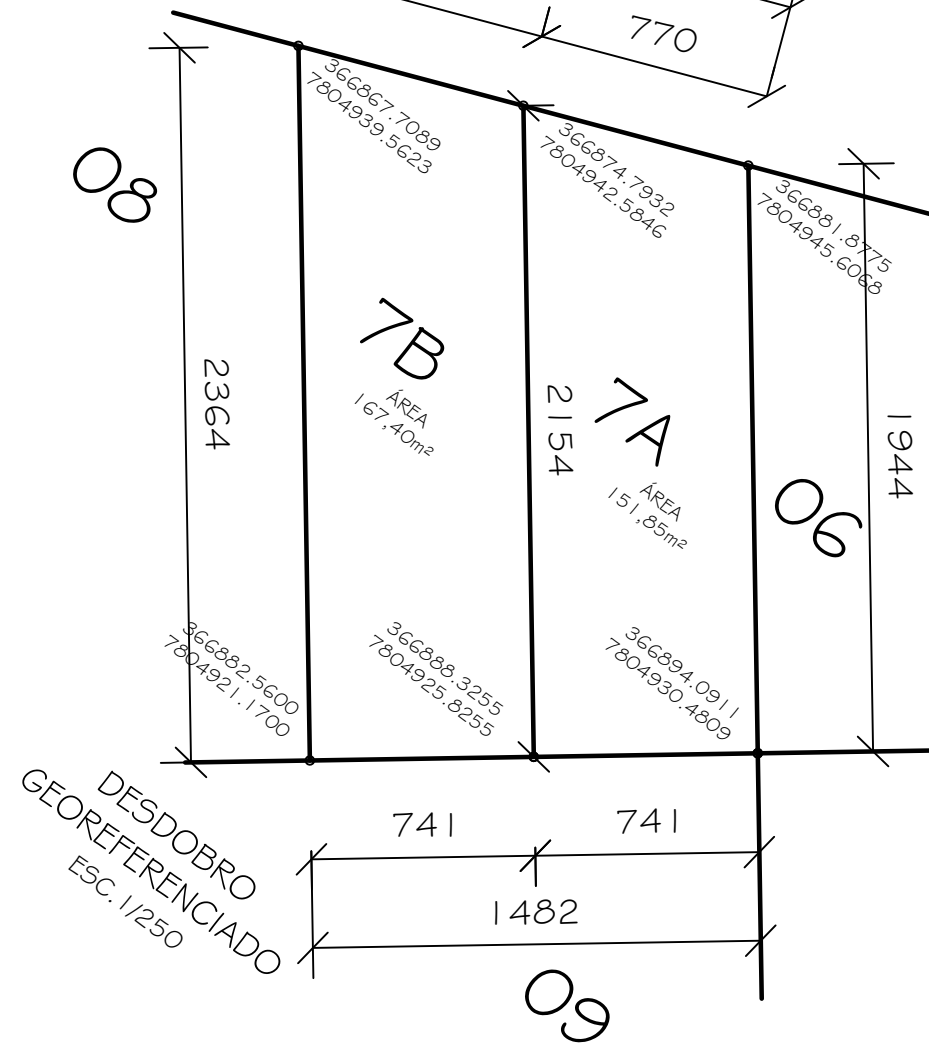 770
366867.7089
7804939.5623
366874.7932
7804942.5846
366881.8775
7804945.6068
08
7B
ÁREA
167,40m²
7A
ÁREA
151,85m²
06
2364
2154
1944
366882.5600
7804921.1700
366888.3255
7804925.8255
366894.0911
7804930.4809
DESDOBRO
GEOREFERENCIADO
ESC. 1/250
741
741
1482
09